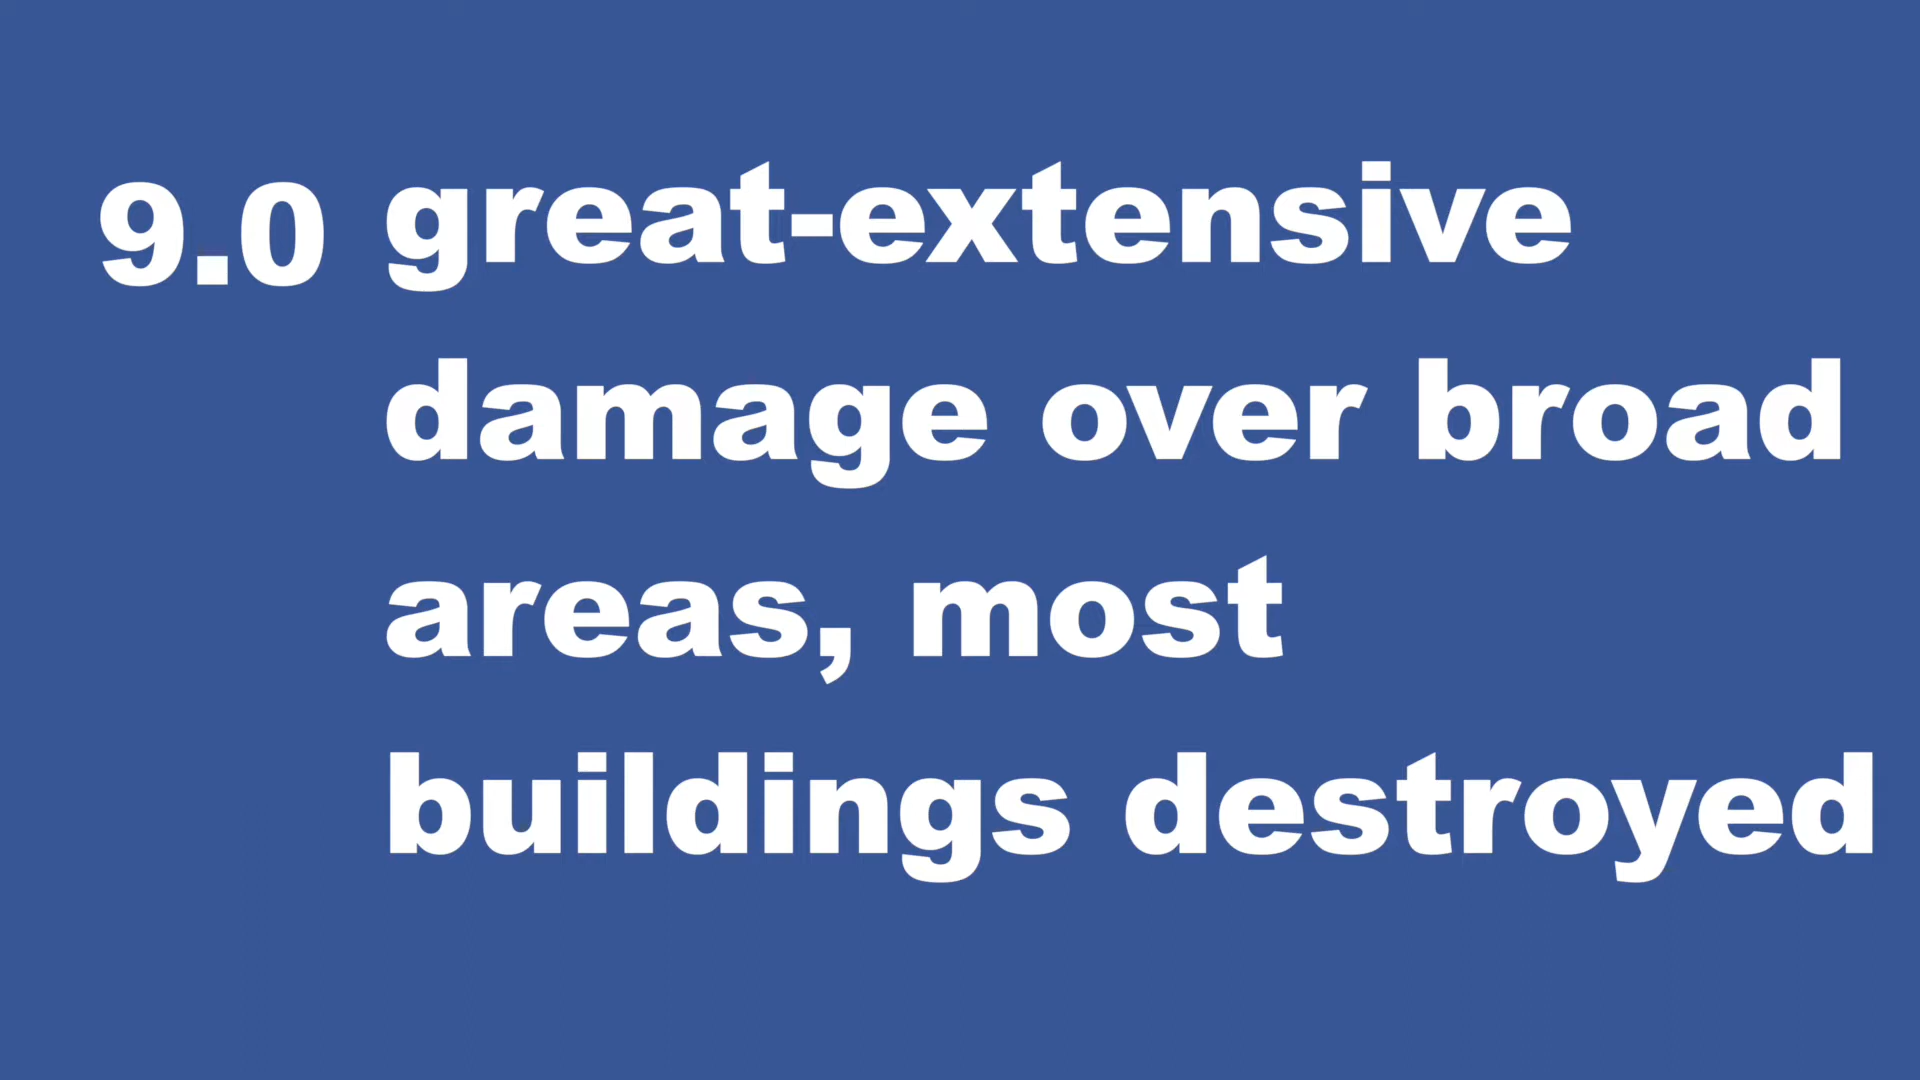 9.0 great-extensive
damage over broad
areas, most
buildings destroyed